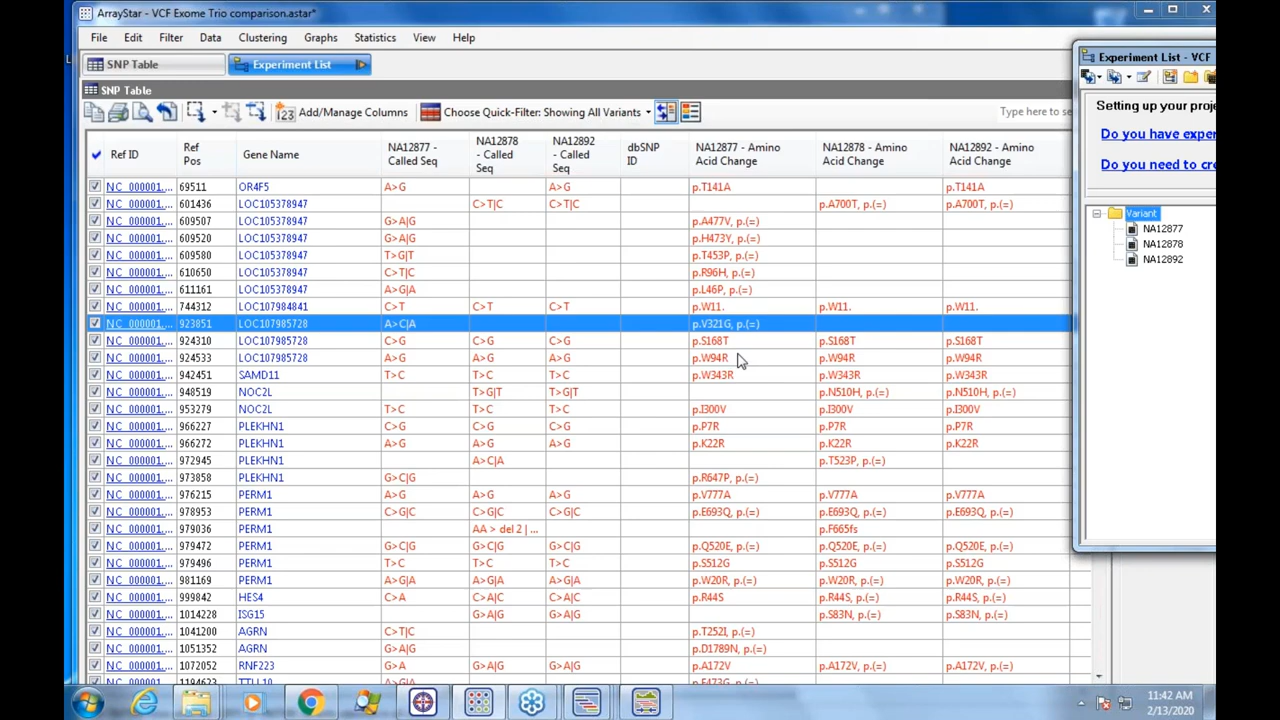 ArrayStar - VCF Exome Trio comparison.astar*
File Edit Filter Data Clustering Graphs Statistics View Help
SNP Table Experiment List
SNP Table
Add/Manage Columns Choose Quick-Filter: Showing All Variants Type here to se
Ref ID Ref Pos Gene Name NA12877 - Called Seq NA12878 - Called Seq NA12892 - Called Seq dbSNP ID NA12877 - Amino Acid Change NA12878 - Amino Acid Change NA12892 - Amino Acid Change
NC_000001.... 69511 OR4F5 A>G A>G p.T141A p.T141A
NC_000001.... 601436 LOC105378947 C>T|C C>T|C p.A700T, p.(=) p.A700T, p.(=)
NC_000001.... 609507 LOC105378947 G>A|G p.A477V, p.(=)
NC_000001.... 609520 LOC105378947 G>A|G p.H473Y, p.(=)
NC_000001.... 609580 LOC105378947 T>G|T p.T453P, p.(=)
NC_000001.... 610650 LOC105378947 C>T|C p.R96H, p.(=)
NC_000001.... 611161 LOC105378947 A>G|A p.L46P, p.(=)
NC_000001.... 744312 LOC107984841 C>T C>T C>T p.W11. p.W11. p.W11.
NC_000001.... 923851 LOC107985728 A>C|A p.V321G, p.(=)
NC_000001.... 924310 LOC107985728 C>G C>G C>G p.S168T p.S168T p.S168T
NC_000001.... 924533 LOC107985728 A>G A>G A>G p.W94R p.W94R p.W94R
NC_000001.... 942451 SAMD11 T>C T>C T>C p.W343R p.W343R p.W343R
NC_000001.... 948519 NOC2L T>G|T T>G|T p.N510H, p.(=) p.N510H, p.(=)
NC_000001.... 953279 NOC2L T>C T>C T>C p.I300V p.I300V p.I300V
NC_000001.... 966227 PLEKHN1 C>G C>G C>G p.P7R p.P7R p.P7R
NC_000001.... 966272 PLEKHN1 A>G A>G A>G p.K22R p.K22R p.K22R
NC_000001.... 972945 PLEKHN1 A>C|A p.T523P, p.(=)
NC_000001.... 973858 PLEKHN1 G>C|G p.R647P, p.(=)
NC_000001.... 976215 PERM1 A>G A>G A>G p.V777A p.V777A p.V777A
NC_000001.... 978953 PERM1 C>G|C C>G|C C>G|C p.E693Q, p.(=) p.E693Q, p.(=) p.E693Q, p.(=)
NC_000001.... 979036 PERM1 AA > del 2 | ... p.F665fs
NC_000001.... 979472 PERM1 G>C|G G>C|G G>C|G p.Q520E, p.(=) p.Q520E, p.(=) p.Q520E, p.(=)
NC_000001.... 979496 PERM1 T>C T>C T>C p.S512G p.S512G p.S512G
NC_000001.... 981169 PERM1 A>G|A A>G|A A>G|A p.W20R, p.(=) p.W20R, p.(=) p.W20R, p.(=)
NC_000001.... 999842 HES4 C>A C>A|C C>A|C p.R44S p.R44S, p.(=) p.R44S, p.(=)
NC_000001.... 1014228 ISG15 G>A|G G>A|G p.S83N, p.(=) p.S83N, p.(=)
NC_000001.... 1041200 AGRN C>T|C p.T252I, p.(=)
NC_000001.... 1051352 AGRN G>A|G p.D1789N, p.(=)
NC_000001.... 1072052 RNF223 G>A G>A|G G>A|G p.A172V p.A172V, p.(=) p.A172V, p.(=)
1194623 TTLL10
Experiment List - VCF
Setting up your proje
Do you have exper
Do you need to cre
Variant
NA12877
NA12878
NA12892
11:42 AM
2/13/2020